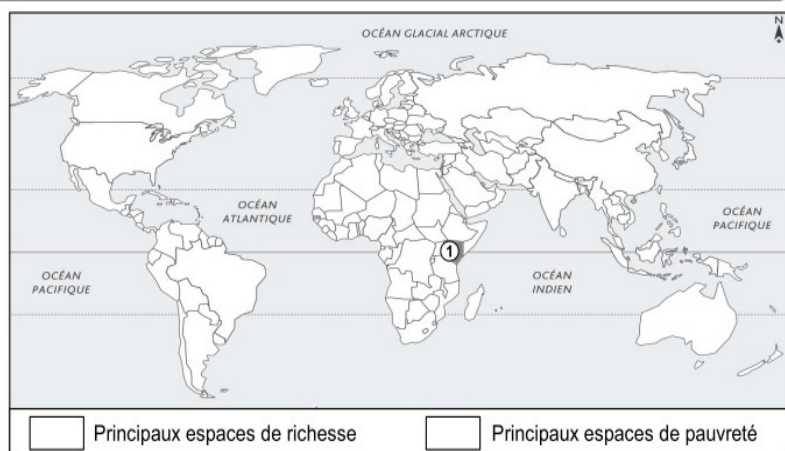 N
OCÉAN GLACIAL ARCTIQUE
OCÉAN
ATLANTIQUE
OCÉAN
PACIFIQUE
1
OCÉAN
PACIFIQUE
OCÉAN
INDIEN
Principaux espaces de richesse
Principaux espaces de pauvreté